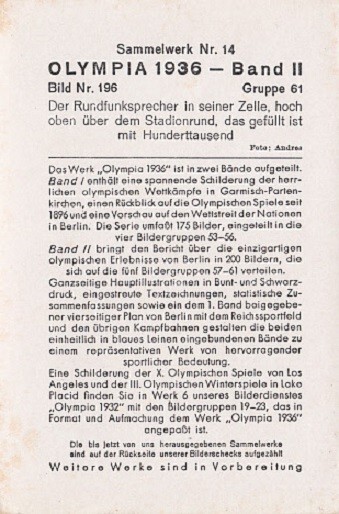 Sammelwerk Nr. 14
OLYMPIA 1936 — Band II
Bild Nr. 196 Gruppe 61
Der Rundfunksprecher in seiner Zelle, hoch
oben über dem Stadionrund, das gefüllt ist
mit Hunderttausend
Foto: Andres
Das Werk „Olympia 1936" ist in zwei Bände aufgeteilt.
Band I enthält eine spannende Schilderung der herr-
lichen olympischen Wettkämpfe in Garmisch-Parten-
kirchen, einen Rückblick auf die Olympischen Spiele seit
1896 und eine Vorschau auf den Wettstreit der Nationen
in Berlin. Die Serie umfaßt 175 Bilder, eingeteilt in die
vier Bildergruppen 53–56.
Band II bringt den Bericht über die einzigartigen
olympischen Erlebnisse von Berlin in 200 Bildern, die
sich auf die fünf Bildergruppen 57–61 verteilen.
Ganzseitige Hauptillustrationen in Bunt- und Schwarz-
druck, eingestreute Textzeichnungen, statistische Zu-
sammenfassungen sowie ein dem 1. Band beigegebe-
ner vierseitiger Plan von Berlin mit dem Reichssportfeld
und den übrigen Kampfbahnen gestalten die beiden
einheitlich in blaues Leinen eingebundenen Bände zu
einem repräsentativen Werk von hervorragender
sportlicher Bedeutung.
Eine Schilderung der X. Olympischen Spiele von Los
Angeles und der III. Olympischen Winterspiele in Lake
Placid finden Sie in Werk 6 unseres Bilderdienstes
„Olympia 1932" mit den Bildergruppen 19–23, das in
Format und Aufmachung dem Werk „Olympia 1936"
angepaßt ist.
Die bis jetzt von uns herausgegebenen Sammelwerke
sind auf der Rückseite unserer Bilderschecks aufgezählt
Weitere Werke sind in Vorbereitung